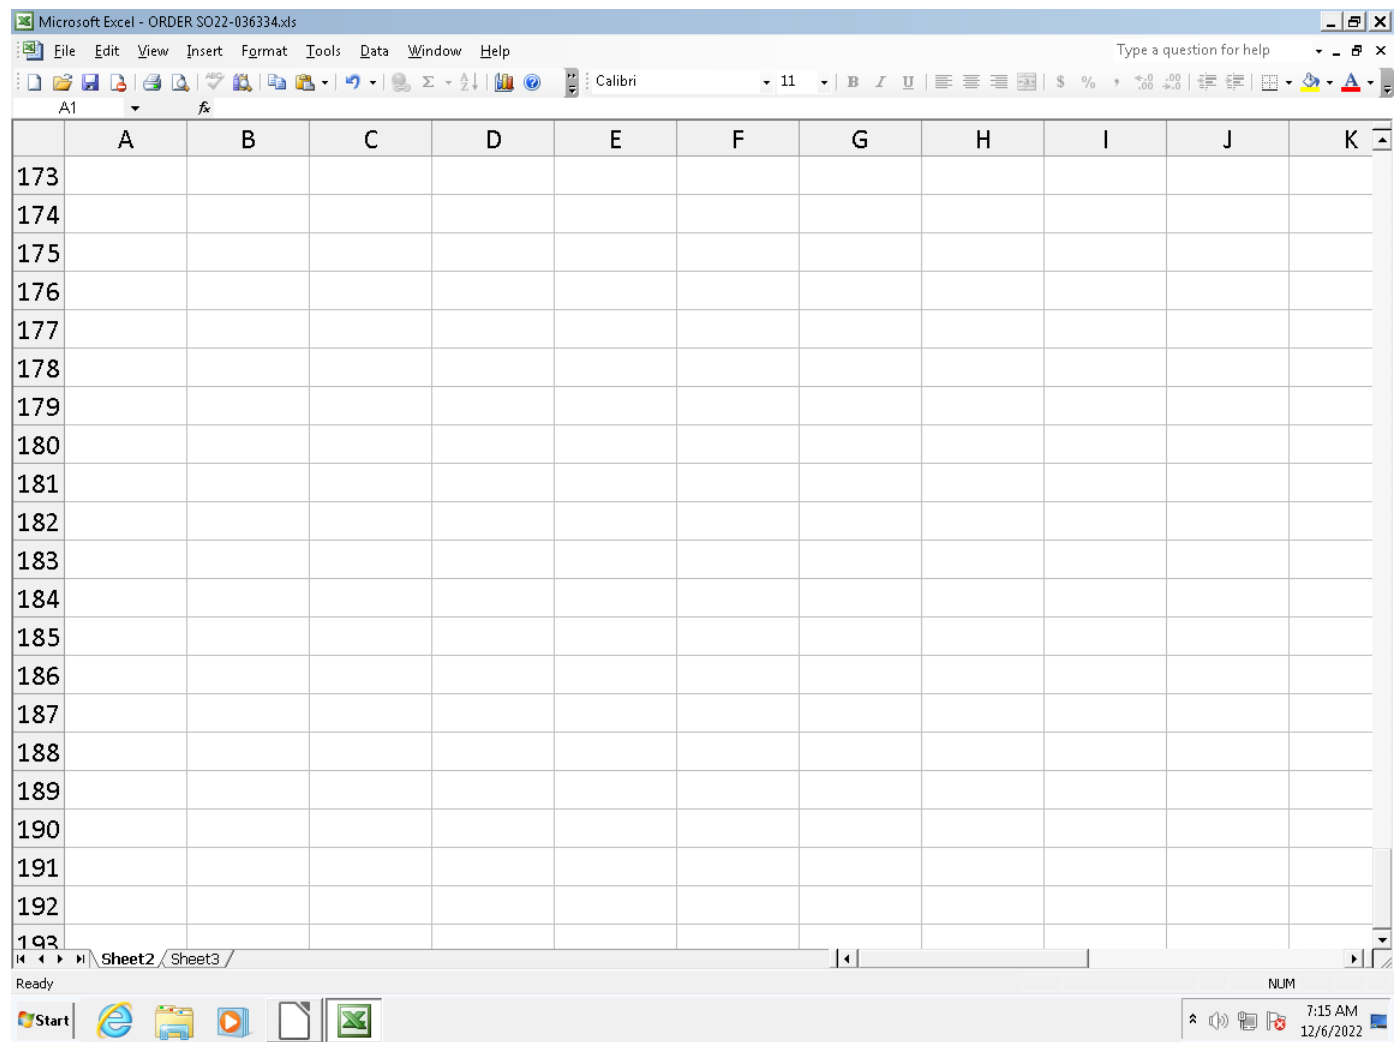 Microsoft Excel - ORDER SO22-036334.xls
File Edit View Insert Format Tools Data Window Help Type a question for help
Calibri 11 B I U $ % ,
A1 fx
A B C D E F G H I J K
173
174
175
176
177
178
179
180
181
182
183
184
185
186
187
188
189
190
191
192
193
Sheet2 Sheet3
Ready NUM
Start 7:15 AM
12/6/2022